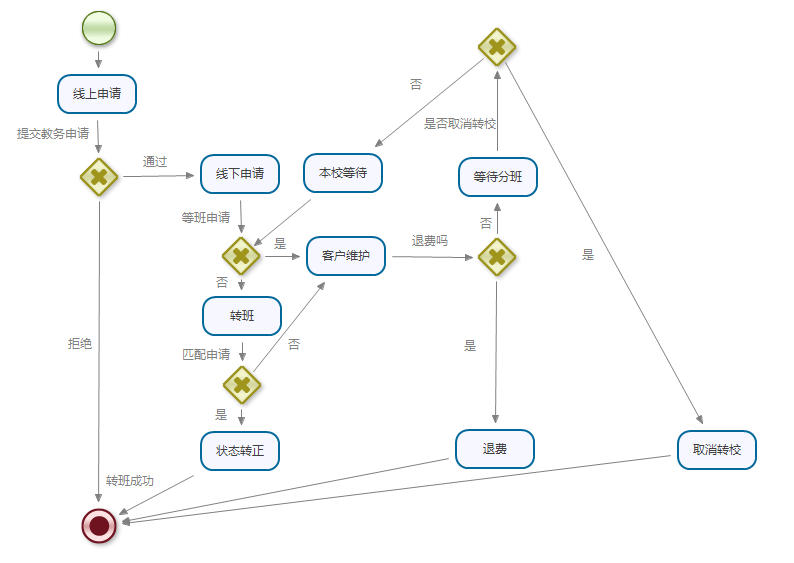 线上申请
否
是否取消转校
提交教务申请
通过
线下申请
本校等待
等待分班
等班申请
否
是
客户维护
退费吗
是
否
转班
拒绝
匹配申请
否
是
是
状态转正
退费
取消转校
转班成功